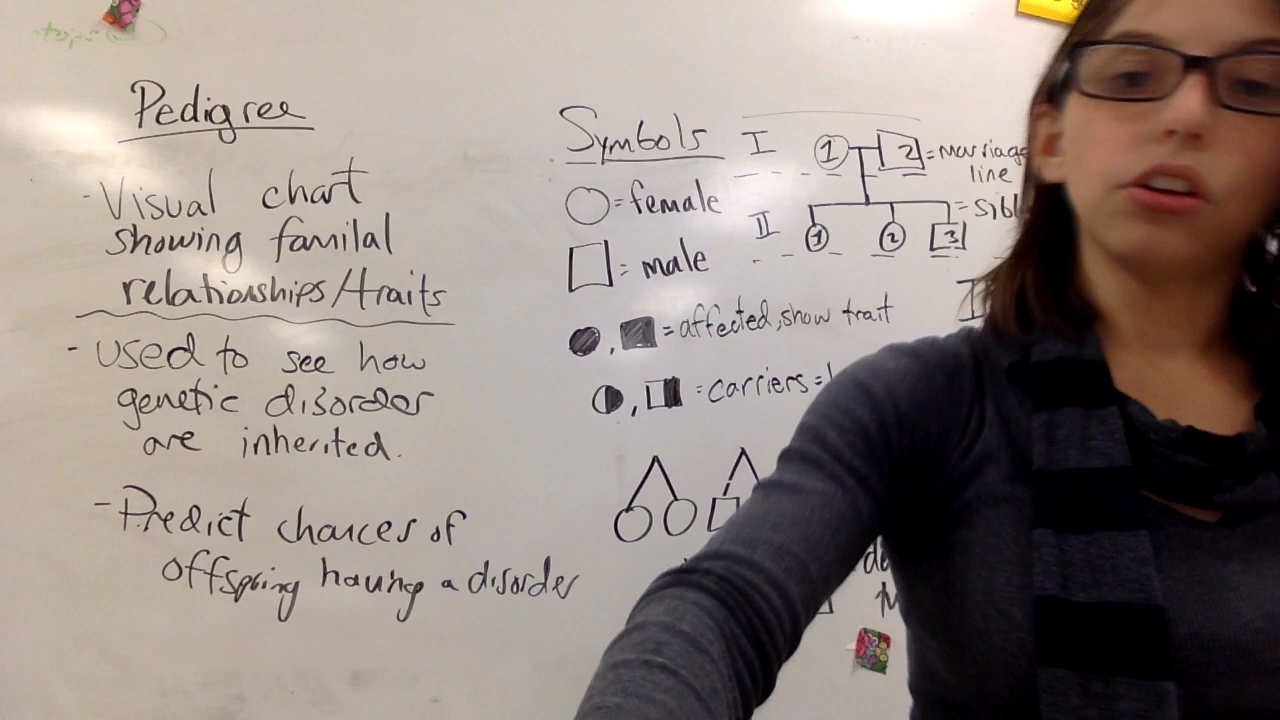 Pedigree
- Visual chart
showing familal
relationships/traits
- used to see how
genetic disorder
are inherited.
- Predict chances of
offspring having a disorder
Symbols
○ = female
□ = male
●, ■ = affected, show trait
◐, ◨ = carriers =
I
1 2 = marriage
line
II
1 2 3 = sibl